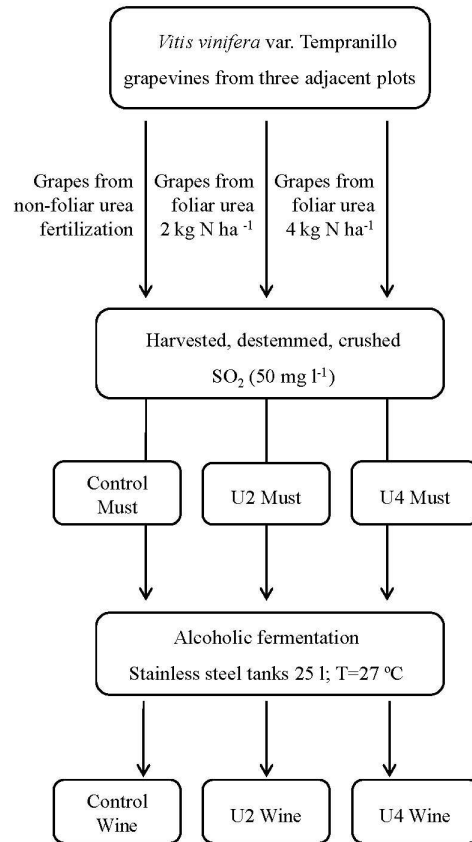 Vitis vinifera var. Tempranillo
grapevines from three adjacent plots
Grapes from
non-foliar urea
fertilization
Grapes from
foliar urea
2 kg N ha ⁻¹
Grapes from
foliar urea
4 kg N ha⁻¹
Harvested, destemmed, crushed
SO₂ (50 mg l⁻¹)
Control
Must
U2 Must
U4 Must
Alcoholic fermentation
Stainless steel tanks 25 l; T=27 ºC
Control
Wine
U2 Wine
U4 Wine